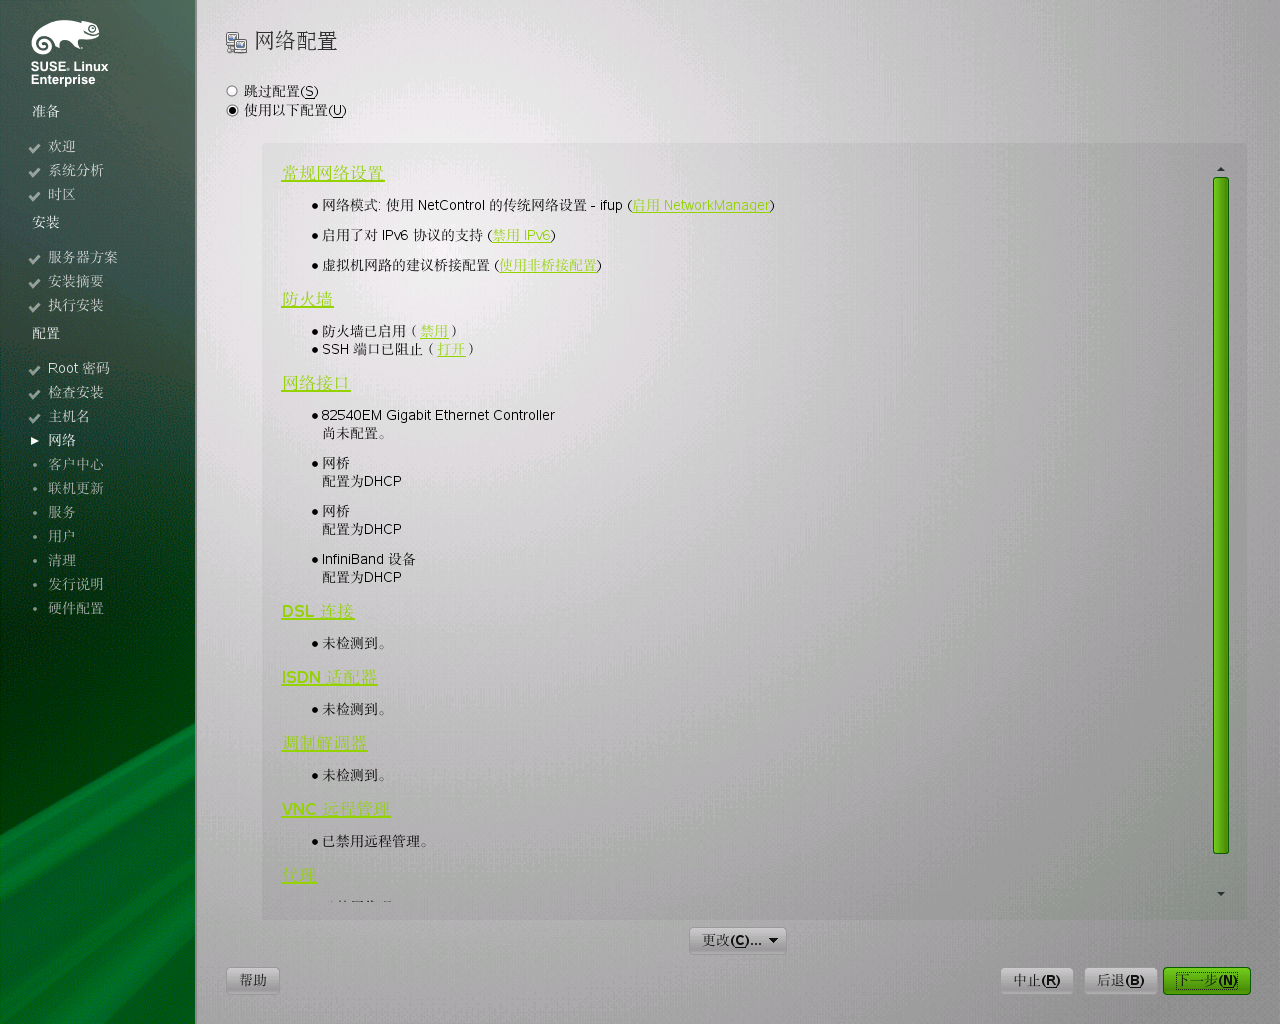 SUSE® Linux
Enterprise
准备
欢迎
系统分析
时区
安装
服务器方案
安装摘要
执行安装
配置
Root 密码
检查安装
主机名
网络
客户中心
联机更新
服务
用户
清理
发行说明
硬件配置
网络配置
跳过配置(S)
使用以下配置(U)
常规网络设置
网络模式: 使用 NetControl 的传统网络设置 - ifup (启用 NetworkManager)
启用了对 IPv6 协议的支持 (禁用 IPv6)
虚拟机网路的建议桥接配置 (使用非桥接配置)
防火墙
防火墙已启用（禁用）
SSH 端口已阻止（打开）
网络接口
82540EM Gigabit Ethernet Controller
尚未配置。
网桥
配置为DHCP
网桥
配置为DHCP
InfiniBand 设备
配置为DHCP
DSL 连接
未检测到。
ISDN 适配器
未检测到。
调制解调器
未检测到。
VNC 远程管理
已禁用远程管理。
代理
更改(C)...
帮助
中止(R)
后退(B)
下一步(N)